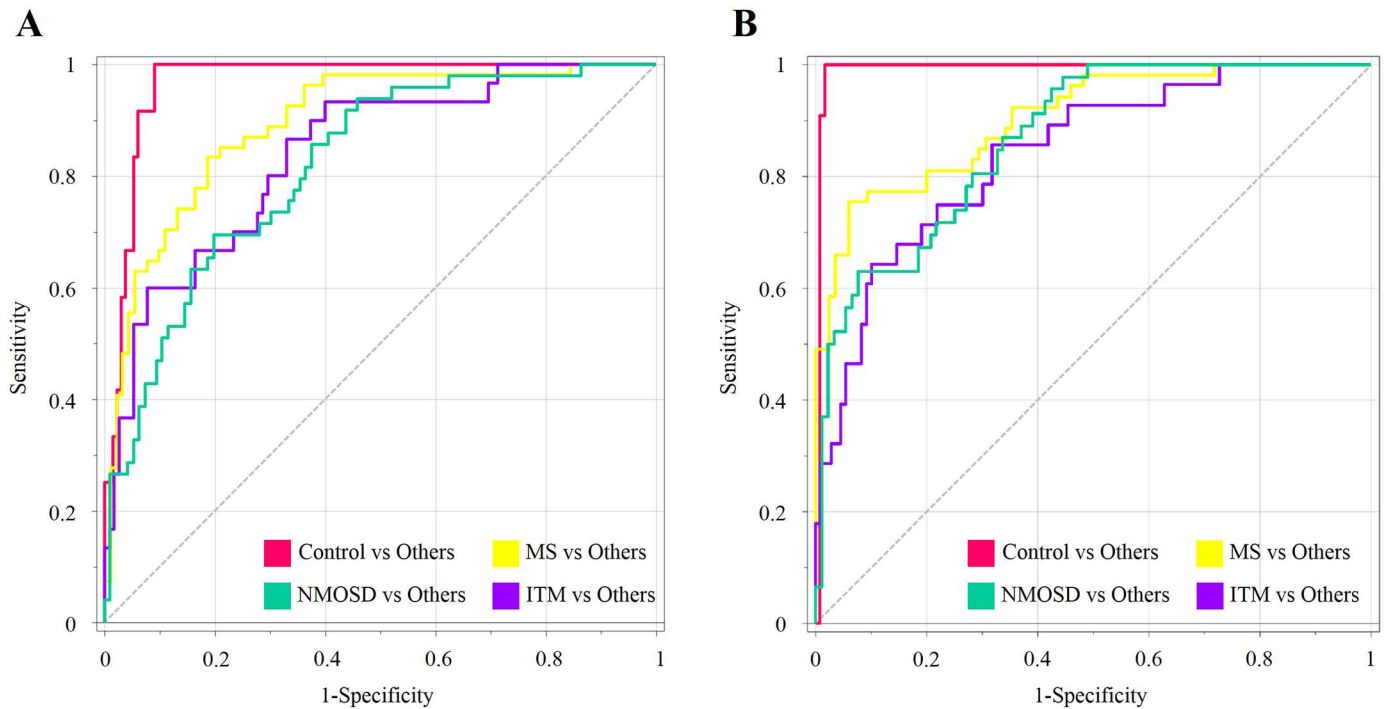 A
1
0.8
0.6
0.4
0.2
0
Sensitivity
0 0.2 0.4 0.6 0.8 1
1-Specificity
Control vs Others MS vs Others
NMOSD vs Others ITM vs Others
B
1
0.8
0.6
0.4
0.2
0
Sensitivity
0 0.2 0.4 0.6 0.8 1
1-Specificity
Control vs Others MS vs Others
NMOSD vs Others ITM vs Others